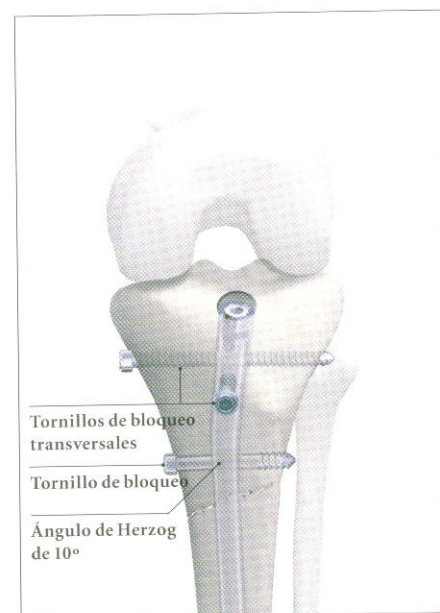 Tornillos de bloqueo
transversales
Tornillo de bloqueo
Ángulo de Herzog
de 10º